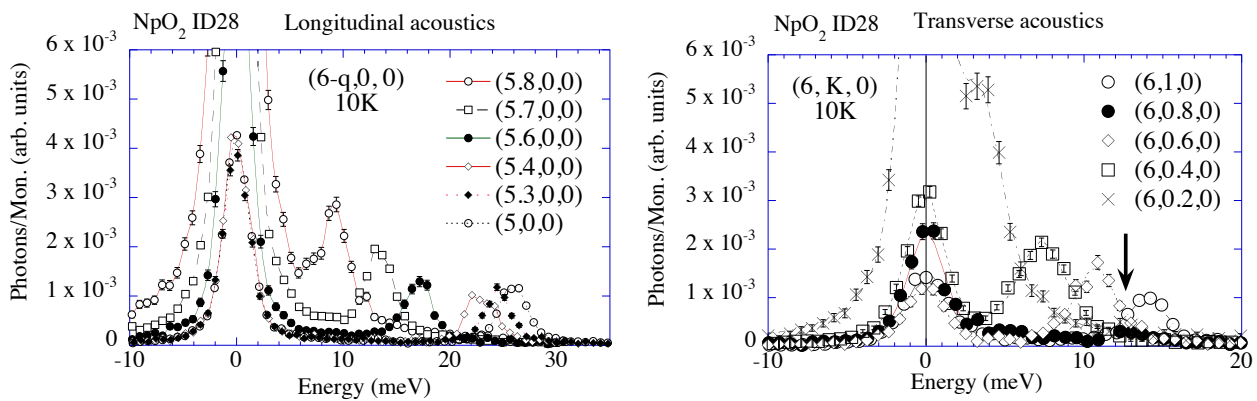 NpO₂ ID28 Longitudinal acoustics
6 x 10⁻³
5 x 10⁻³
4 x 10⁻³
3 x 10⁻³
2 x 10⁻³
1 x 10⁻³
0
Photons/Mon. (arb. units)
(6-q,0,0)
10K
(5.8,0,0)
(5.7,0,0)
(5.6,0,0)
(5.4,0,0)
(5.3,0,0)
(5,0,0)
-10 0 10 20 30
Energy (meV)
NpO₂ ID28 Transverse acoustics
6 x 10⁻³
5 x 10⁻³
4 x 10⁻³
3 x 10⁻³
2 x 10⁻³
1 x 10⁻³
0
Photons/Mon. (arb. units)
(6, K, 0)
10K
(6,1,0)
(6,0.8,0)
(6,0.6,0)
(6,0.4,0)
(6,0.2,0)
-10 0 10 20
Energy (meV)